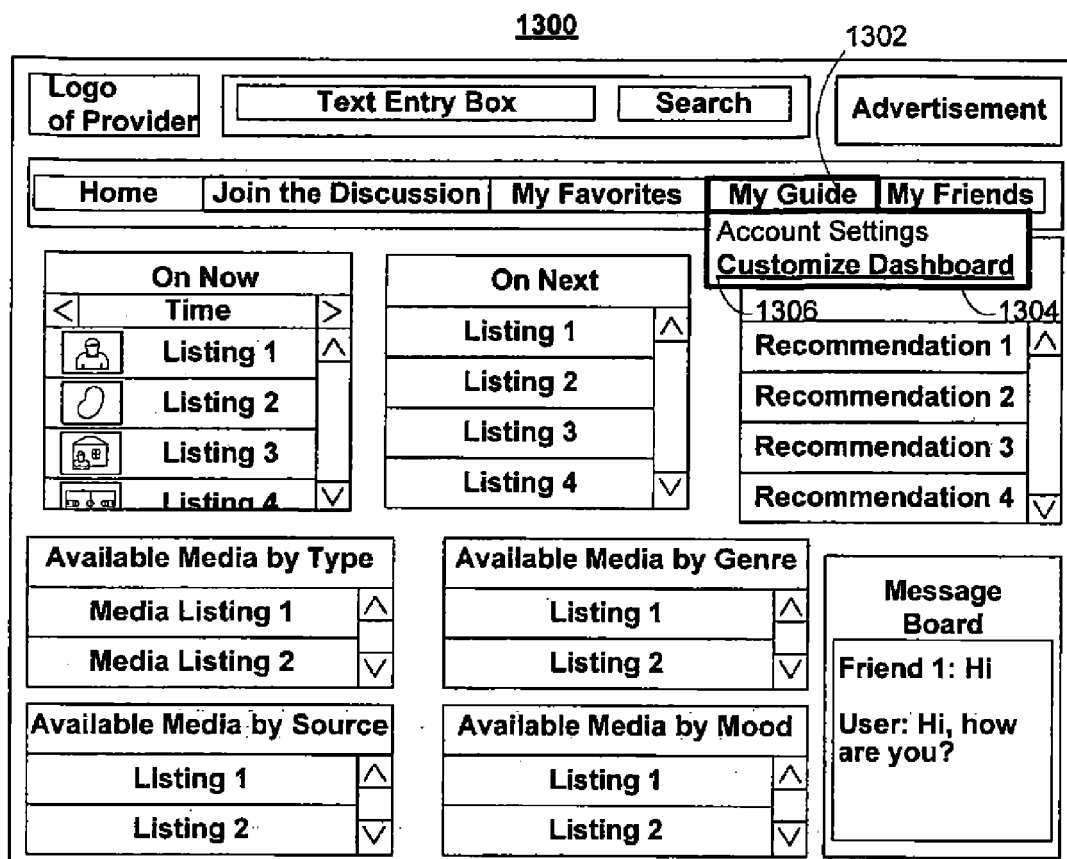 1300
1302
Logo
of Provider
Text Entry Box
Search
Advertisement
Home
Join the Discussion
My Favorites
My Guide
My Friends
Account Settings
Customize Dashboard
1306
1304
On Now
< Time >
Listing 1
Listing 2
Listing 3
Listing 4
On Next
Listing 1
Listing 2
Listing 3
Listing 4
Recommendation 1
Recommendation 2
Recommendation 3
Recommendation 4
Available Media by Type
Media Listing 1
Media Listing 2
Available Media by Genre
Listing 1
Listing 2
Message
Board
Friend 1: Hi
User: Hi, how
are you?
Available Media by Source
Listing 1
Listing 2
Available Media by Mood
Listing 1
Listing 2